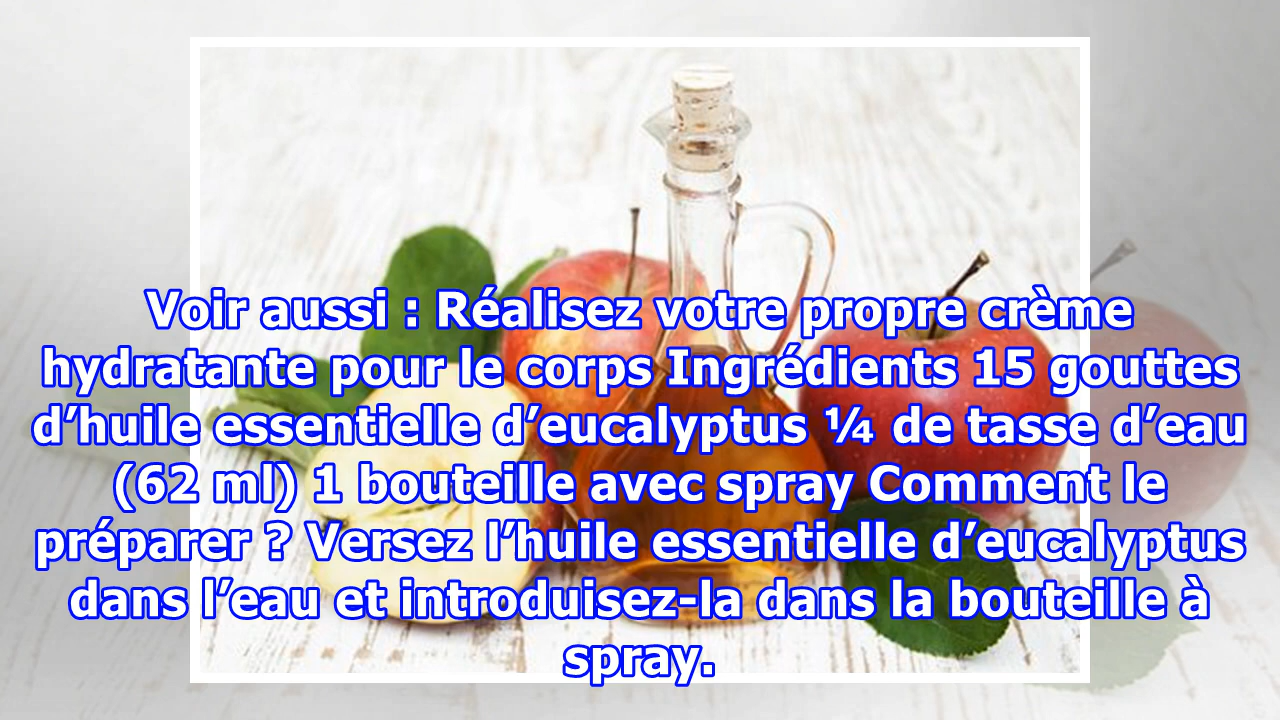 Voir aussi : Réalisez votre propre crème
hydratante pour le corps Ingrédients 15 gouttes
d’huile essentielle d’eucalyptus ¼ de tasse d’eau
(62 ml) 1 bouteille avec spray Comment le
préparer ? Versez l’huile essentielle d’eucalyptus
dans l’eau et introduisez-la dans la bouteille à
spray.